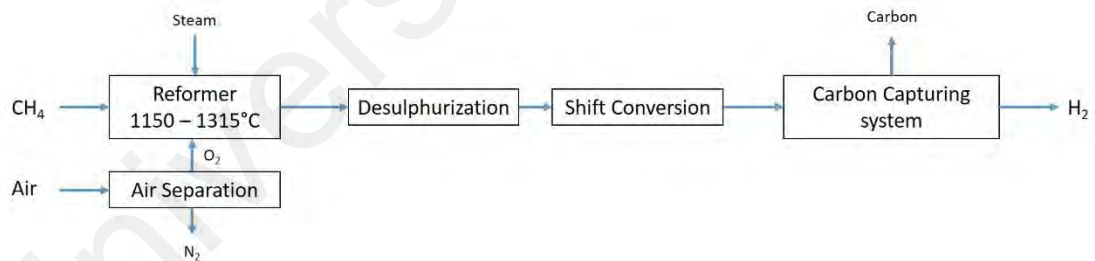 Steam
Carbon
CH₄
Reformer
1150 – 1315°C
Desulphurization
Shift Conversion
Carbon Capturing
system
H₂
O₂
Air
Air Separation
N₂